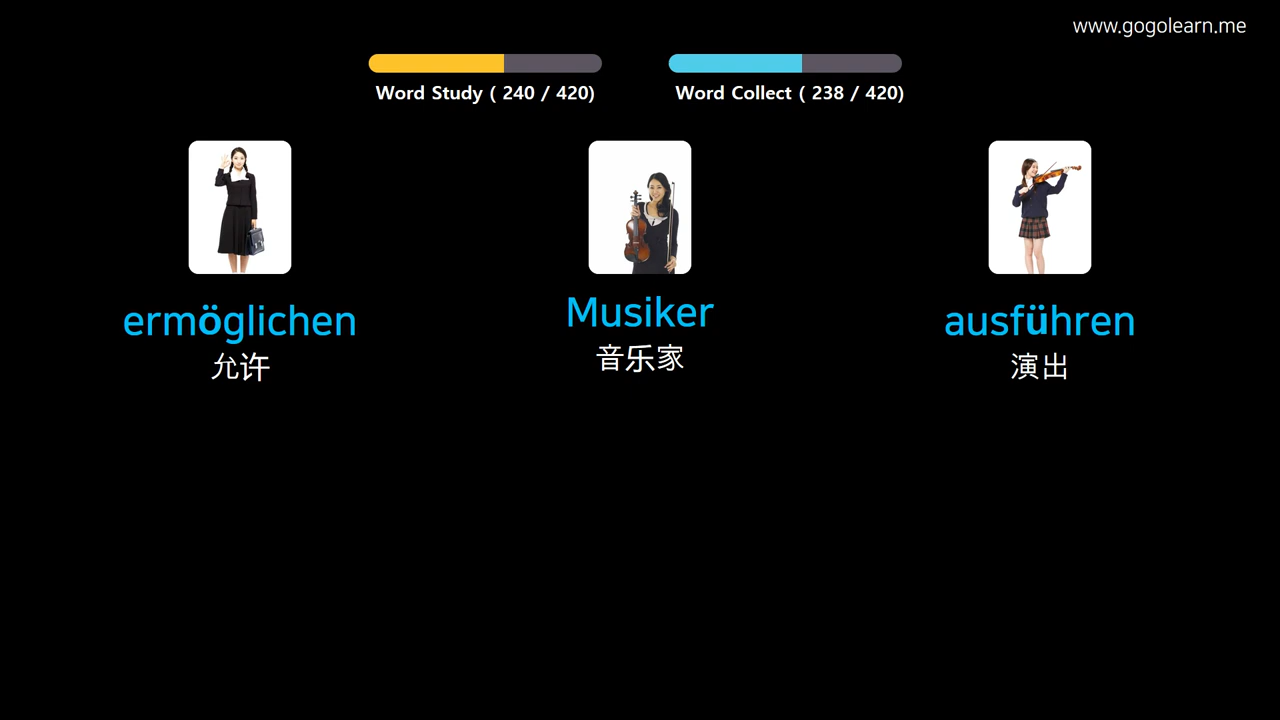 www.gogolearn.me
Word Study ( 240 / 420)
Word Collect ( 238 / 420)
ermöglichen
允许
Musiker
音乐家
ausführen
演出